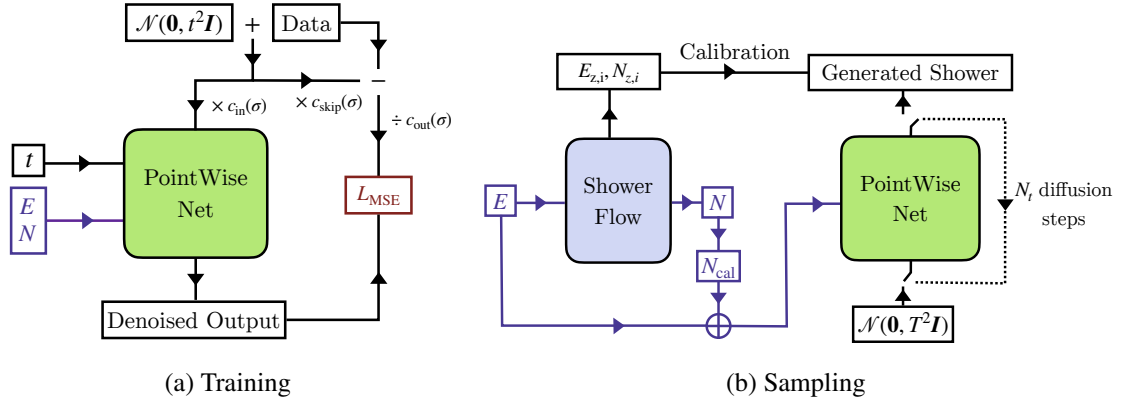 𝒩(𝟎, t²𝑰) + Data
−
× c_in(σ)
× c_skip(σ)
÷ c_out(σ)
t
PointWise
Net
E
N
L_MSE
Denoised Output
(a) Training
E_z,i, N_z,i
Calibration
Generated Shower
Shower
Flow
E
N
N_cal
PointWise
Net
N_t diffusion
steps
𝒩(𝟎, T²𝑰)
(b) Sampling